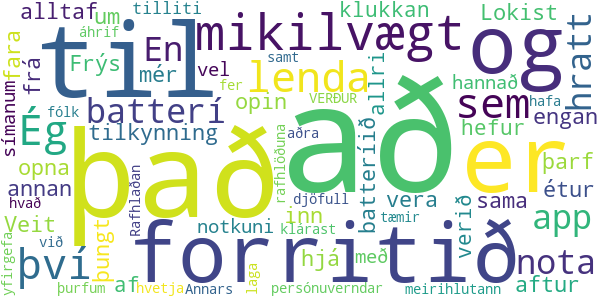 alltaf
um
tilliti
klukkan
Lokist
áhrif
til
mikilvægt
og
hratt
fara
En
frá
Frýs
mér
vel
samt
fer
lenda
opin
VERÐUR
allri
hannað
símanum
Ég
batterí
fólk
að
sem
hafa
tilkynning
aðra
hefur
engan
opna
það
er
rafhlöðuna
batteríið
þarf
annan
Rafhlaðan
djöfull
vera
verið
étur
hvað
inn
sama
app
Veit
þungt
notkuni
klárast
tæmir
yfirgefa
við
því
forritið
nota
hjá
með
af
laga
aftur
þurfum
hvetja
Annars
persónuverndar
meirihlutann